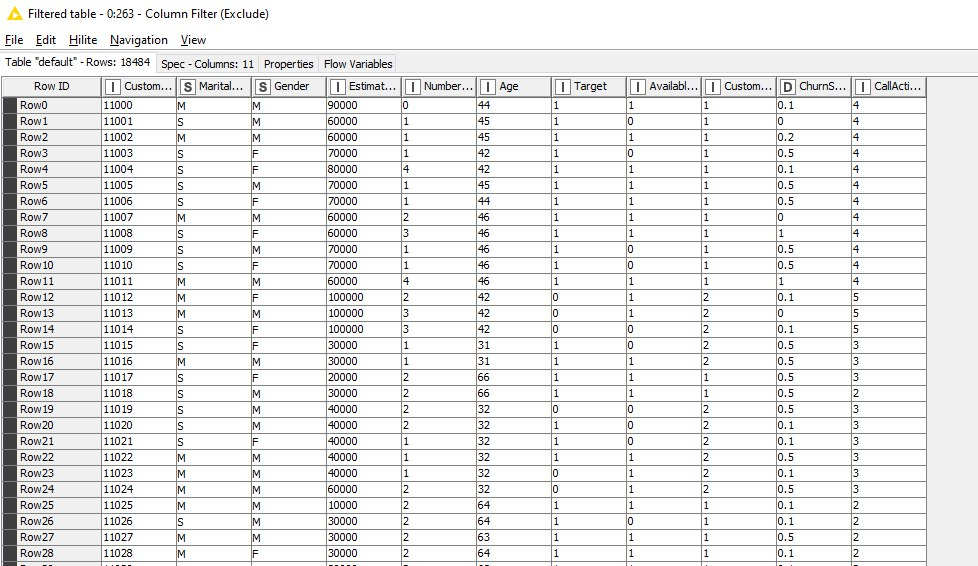 Filtered table - 0:263 - Column Filter (Exclude)
File Edit Hilite Navigation View
Table "default" - Rows: 18484 Spec - Columns: 11 Properties Flow Variables
Row ID I Custom... S Marital... S Gender I Estimat... I Number... I Age I Target I Availabl... I Custom... D ChurnS... I CallActi...
Row0 11000 M M 90000 0 44 1 1 1 0.1 4
Row1 11001 S M 60000 1 45 1 0 1 0 4
Row2 11002 M M 60000 1 45 1 1 1 0.2 4
Row3 11003 S F 70000 1 42 1 0 1 0.5 4
Row4 11004 S F 80000 4 42 1 1 1 0.1 4
Row5 11005 S M 70000 1 45 1 1 1 0.5 4
Row6 11006 S F 70000 1 44 1 1 1 0.5 4
Row7 11007 M M 60000 2 46 1 1 1 0 4
Row8 11008 S F 60000 3 46 1 1 1 1 4
Row9 11009 S M 70000 1 46 1 0 1 0.5 4
Row10 11010 S F 70000 1 46 1 0 1 0.5 4
Row11 11011 M M 60000 4 46 1 1 1 1 4
Row12 11012 M F 100000 2 42 0 1 2 0.1 5
Row13 11013 M M 100000 3 42 0 1 2 0 5
Row14 11014 S F 100000 3 42 0 0 2 0.1 5
Row15 11015 S F 30000 1 31 1 0 2 0.5 3
Row16 11016 M M 30000 1 31 1 1 2 0.5 3
Row17 11017 S F 20000 2 66 1 1 1 0.5 3
Row18 11018 S M 30000 2 66 1 1 1 0.5 2
Row19 11019 S M 40000 2 32 0 0 2 0.5 3
Row20 11020 S M 40000 2 32 1 0 2 0.1 3
Row21 11021 S F 40000 1 32 1 0 2 0.1 3
Row22 11022 M M 40000 2 32 1 1 2 0.5 3
Row23 11023 M M 40000 1 32 0 1 2 0.1 3
Row24 11024 M M 60000 2 32 0 1 2 0.5 3
Row25 11025 M M 10000 2 64 1 1 1 0.1 2
Row26 11026 S M 30000 2 64 1 0 1 0.1 2
Row27 11027 M M 30000 2 63 1 1 1 0.5 2
Row28 11028 M F 30000 2 64 1 1 1 0.1 2